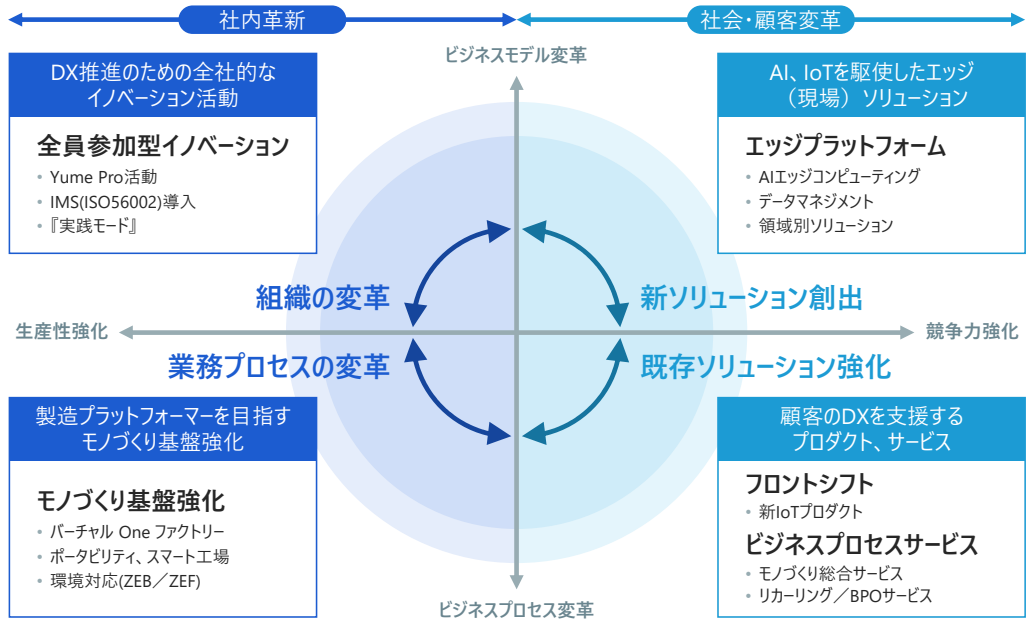 社内革新
社会・顧客変革
ビジネスモデル変革
DX推進のための全社的な
イノベーション活動
全員参加型イノベーション
• Yume Pro活動
• IMS(ISO56002)導入
• 『実践モード』
AI、IoTを駆使したエッジ
（現場）ソリューション
エッジプラットフォーム
• AIエッジコンピューティング
• データマネジメント
• 領域別ソリューション
組織の変革
新ソリューション創出
生産性強化
競争力強化
業務プロセスの変革
既存ソリューション強化
製造プラットフォーマーを目指す
モノづくり基盤強化
モノづくり基盤強化
• バーチャル One ファクトリー
• ポータビリティ、スマート工場
• 環境対応(ZEB／ZEF)
顧客のDXを支援する
プロダクト、サービス
フロントシフト
• 新IoTプロダクト
ビジネスプロセスサービス
• モノづくり総合サービス
• リカーリング／BPOサービス
ビジネスプロセス変革